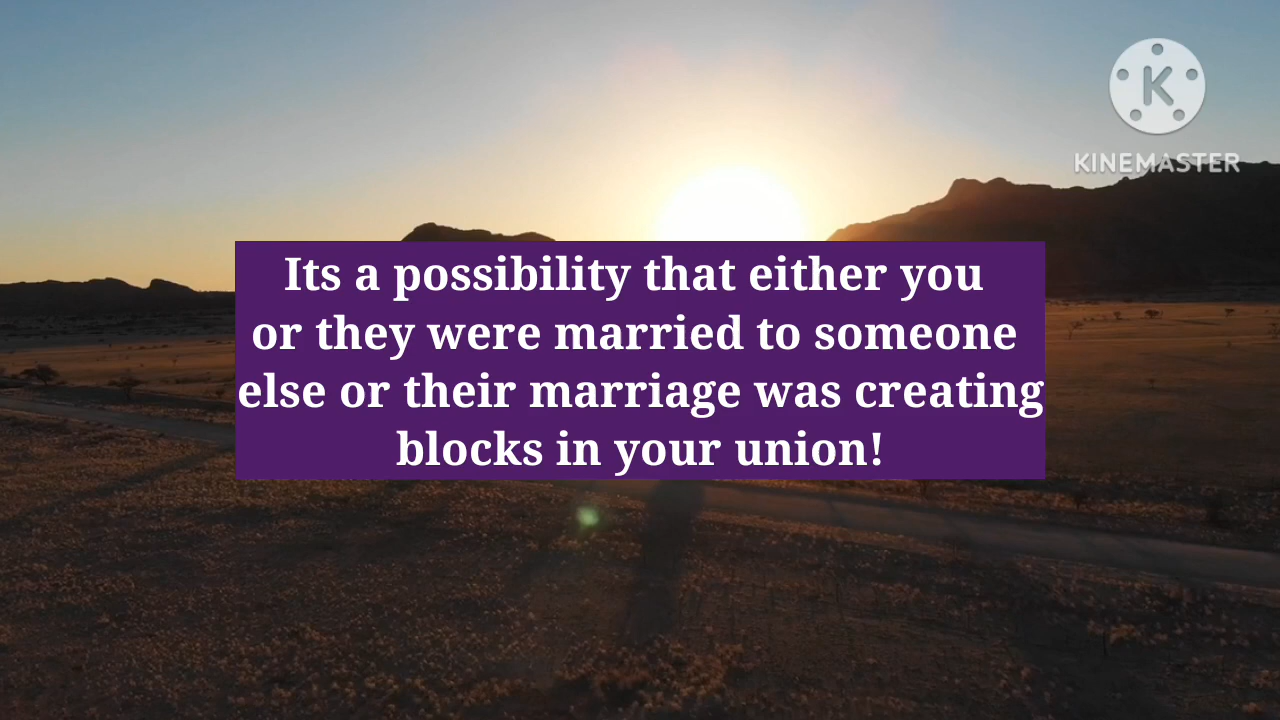 K
KINEMASTER
Its a possibility that either you
or they were married to someone
else or their marriage was creating
blocks in your union!